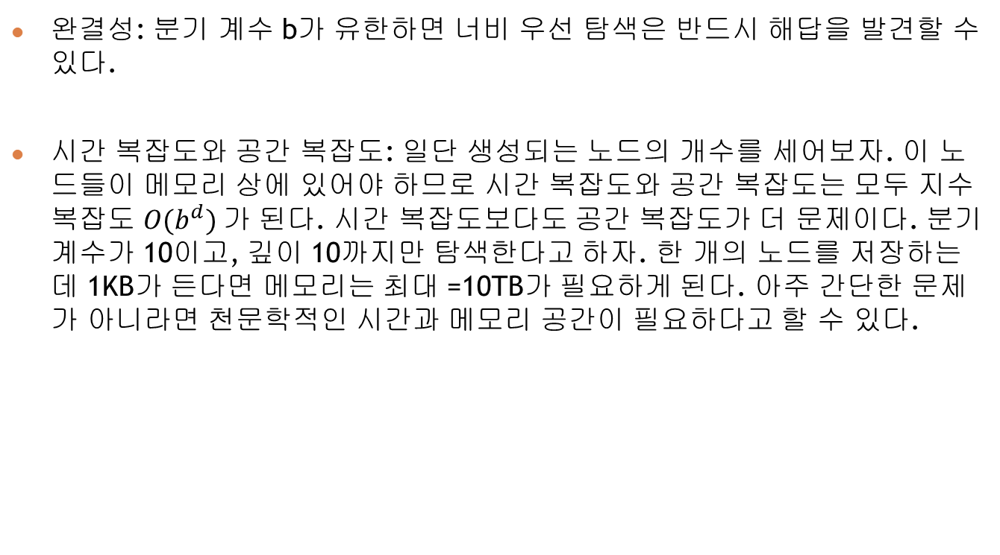 • 완결성: 분기 계수 b가 유한하면 너비 우선 탐색은 반드시 해답을 발견할 수
있다.
• 시간 복잡도와 공간 복잡도: 일단 생성되는 노드의 개수를 세어보자. 이 노
드들이 메모리 상에 있어야 하므로 시간 복잡도와 공간 복잡도는 모두 지수
복잡도 𝑂(𝑏^𝑑) 가 된다. 시간 복잡도보다도 공간 복잡도가 더 문제이다. 분기
계수가 10이고, 깊이 10까지만 탐색한다고 하자. 한 개의 노드를 저장하는
데 1KB가 든다면 메모리는 최대 =10TB가 필요하게 된다. 아주 간단한 문제
가 아니라면 천문학적인 시간과 메모리 공간이 필요하다고 할 수 있다.